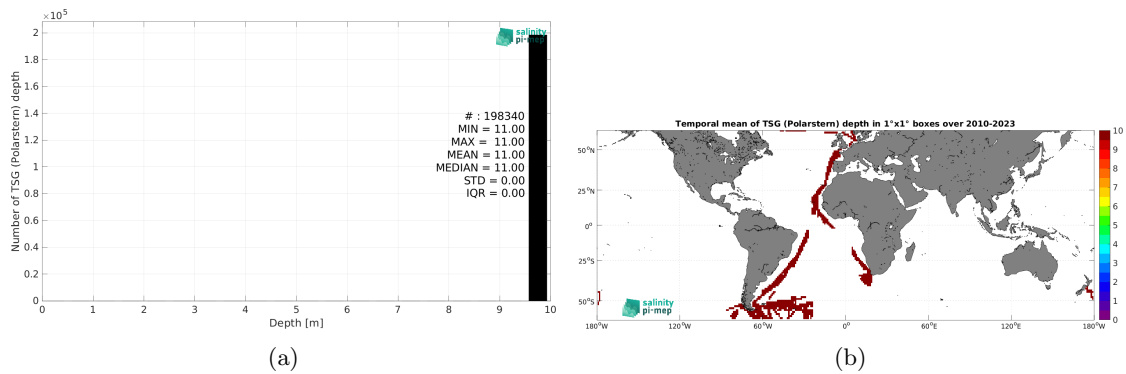 ×10⁵
2
1.8
1.6
1.4
1.2
1
0.8
0.6
0.4
0.2
0
Number of TSG (Polarstern) depth
salinity
pi-mep
# : 198340
MIN = 11.00
MAX = 11.00
MEAN = 11.00
MEDIAN = 11.00
STD = 0.00
IQR = 0.00
0 1 2 3 4 5 6 7 8 9 10
Depth [m]
(a)
Temporal mean of TSG (Polarstern) depth in 1°x1° boxes over 2010-2023
50°N
25°N
0°
25°S
50°S
180°W 120°W 60°W 0° 60°E 120°E 180°W
salinity
pi-mep
10
9
8
7
6
5
4
3
2
1
0
(b)